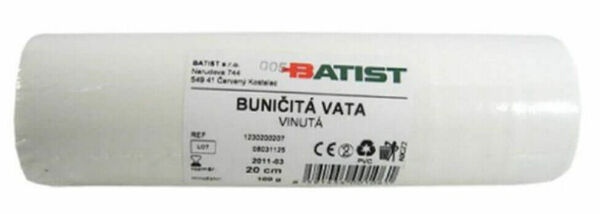 BATIST s.r.o.
Nerudova 744
549 41 Červený Kostelec
BATIST
BUNIČITÁ VATA
VINUTÁ
REF 1230200207
LOT 08031125
2011-03
20 cm
PVC